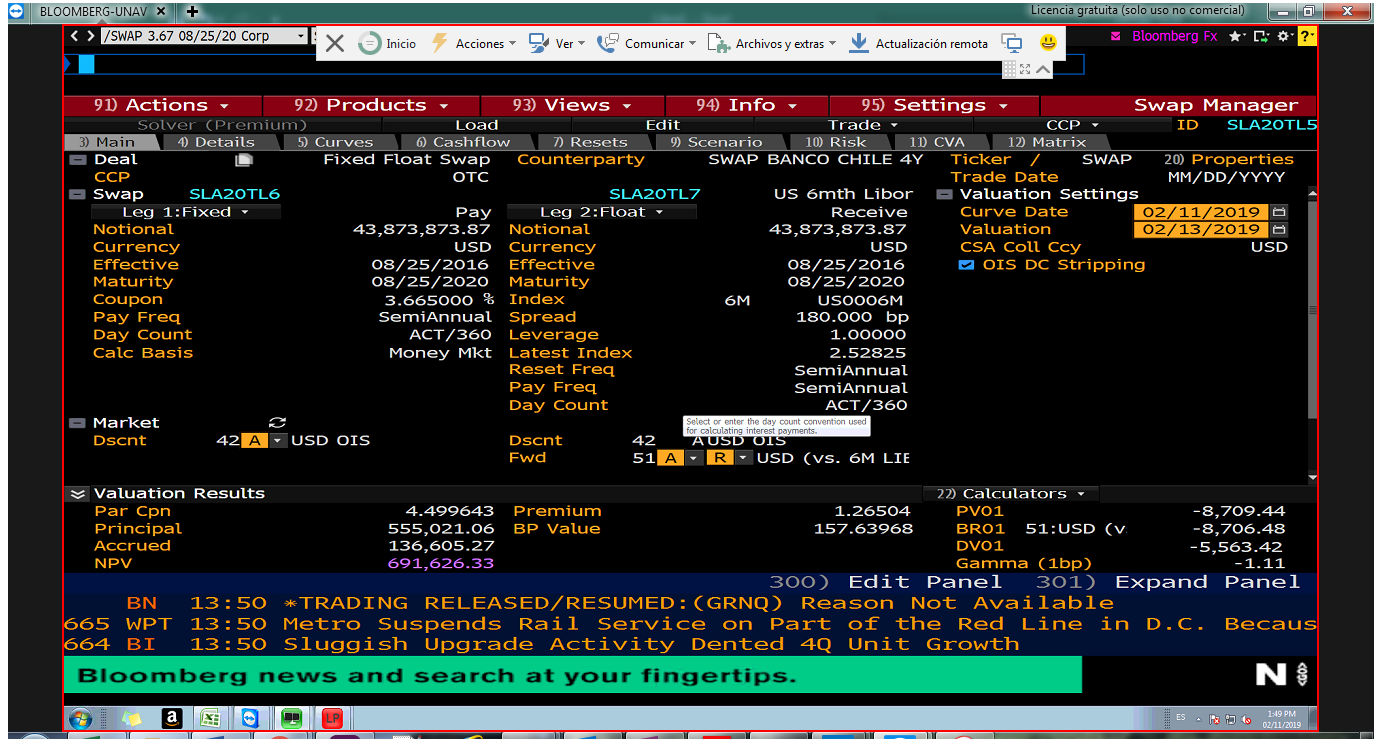 BLOOMBERG-UNAV
Licencia gratuita (solo uso no comercial)
/SWAP 3.67 08/25/20 Corp
Inicio Acciones Ver Comunicar Archivos y extras Actualización remota
Bloomberg Fx
91) Actions 92) Products 93) Views 94) Info 95) Settings Swap Manager
Solver (Premium) Load Edit Trade CCP ID SLA20TL5
3) Main 4) Details 5) Curves 6) Cashflow 7) Resets 9) Scenario 10) Risk 11) CVA 12) Matrix
Deal Fixed Float Swap Counterparty SWAP BANCO CHILE 4Y Ticker / SWAP 20) Properties
CCP OTC Trade Date MM/DD/YYYY
Swap SLA20TL6 SLA20TL7 US 6mth Libor Valuation Settings
Leg 1:Fixed Pay Leg 2:Float Receive Curve Date 02/11/2019
Notional 43,873,873.87 Notional 43,873,873.87 Valuation 02/13/2019
Currency USD Currency USD CSA Coll Ccy USD
Effective 08/25/2016 Effective 08/25/2016 OIS DC Stripping
Maturity 08/25/2020 Maturity 08/25/2020
Coupon 3.665000 % Index 6M US0006M
Pay Freq SemiAnnual Spread 180.000 bp
Day Count ACT/360 Leverage 1.00000
Calc Basis Money Mkt Latest Index 2.52825
Reset Freq SemiAnnual
Pay Freq SemiAnnual
Day Count ACT/360
Market
Select or enter the day count convention used
for calculating interest payments.
Dscnt 42 A USD OIS Dscnt 42 A USD OIS
Fwd 51 A R USD (vs. 6M LIE
Valuation Results 22) Calculators
Par Cpn 4.499643 Premium 1.26504 PV01 -8,709.44
Principal 555,021.06 BP Value 157.63968 BR01 51:USD (v. -8,706.48
Accrued 136,605.27 DV01 -5,563.42
NPV 691,626.33 Gamma (1bp) -1.11
300) Edit Panel 301) Expand Panel
BN 13:50 *TRADING RELEASED/RESUMED:(GRNQ) Reason Not Available
665 WPT 13:50 Metro Suspends Rail Service on Part of the Red Line in D.C. Becaus
664 BI 13:50 Sluggish Upgrade Activity Dented 4Q Unit Growth
Bloomberg news and search at your fingertips.
N
ES 1:49 PM
02/11/2019